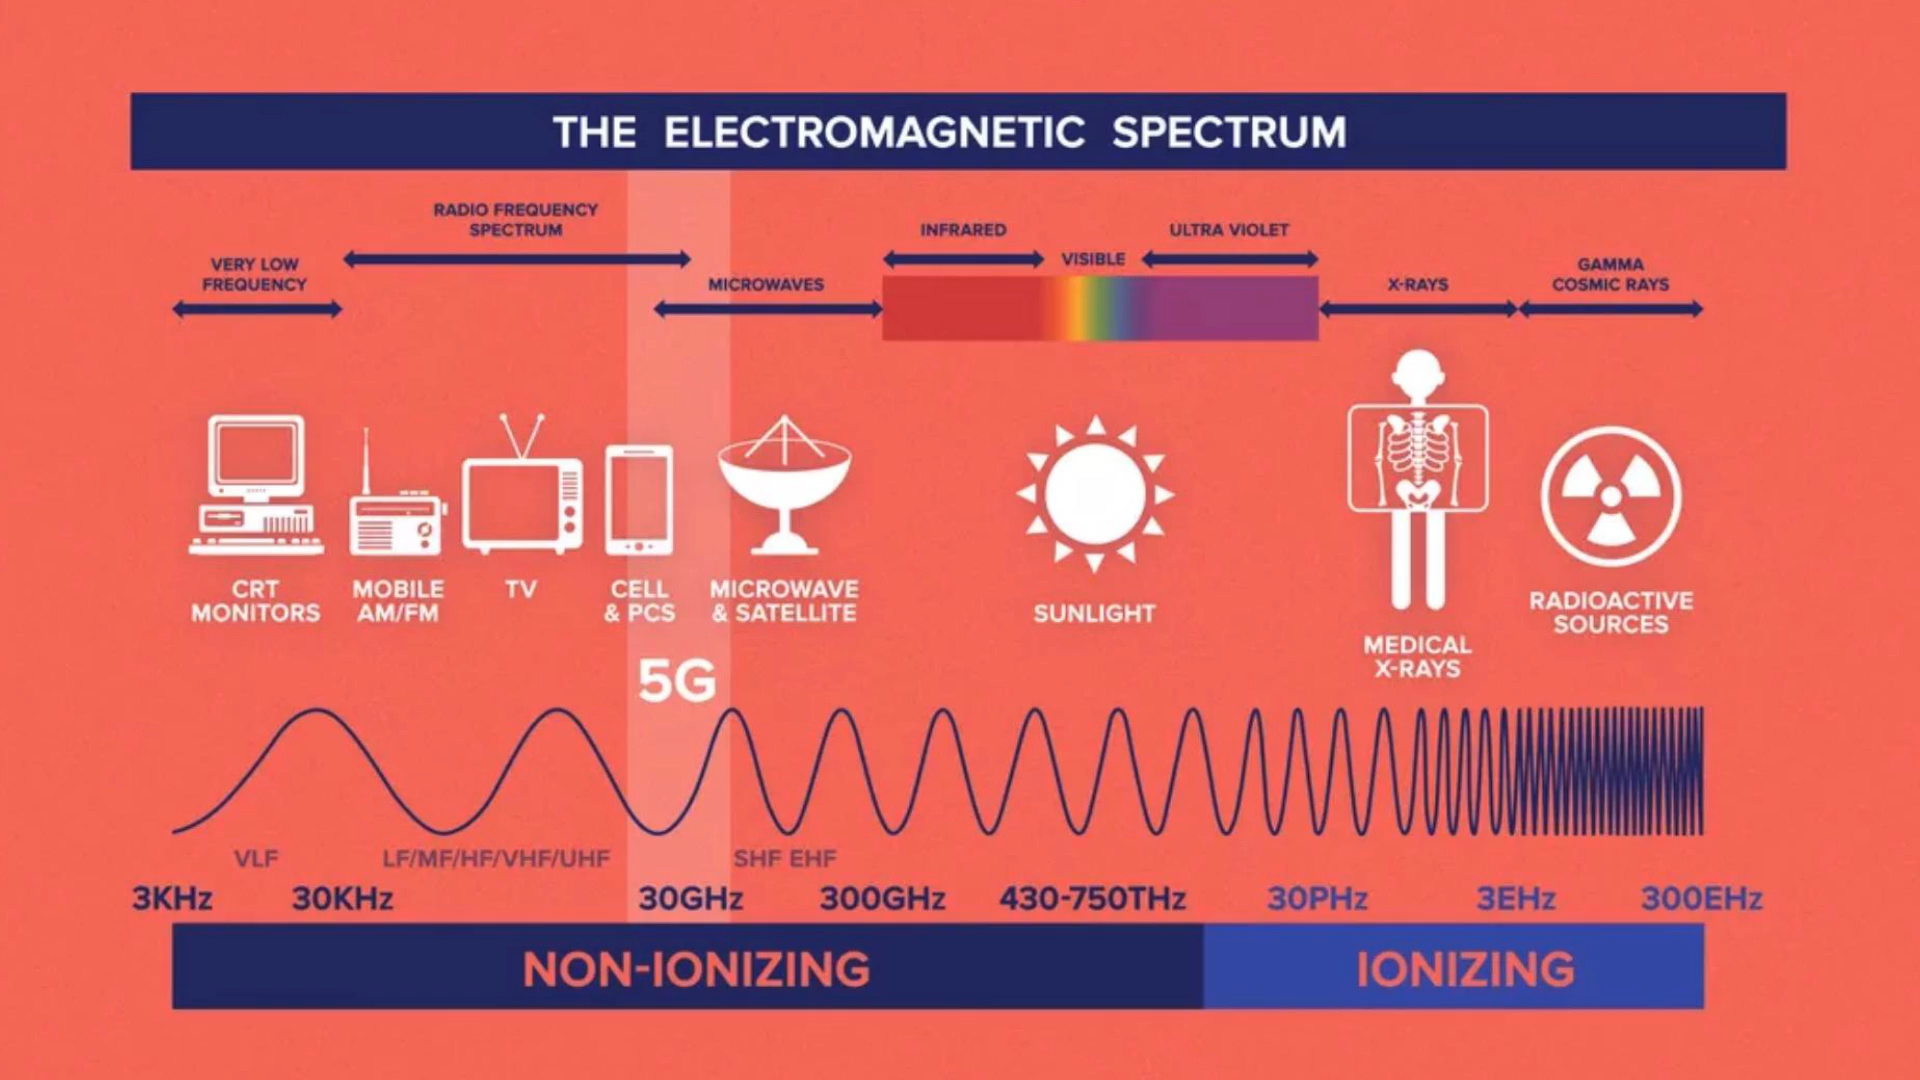 THE ELECTROMAGNETIC SPECTRUM
RADIO FREQUENCY
SPECTRUM
INFRARED
ULTRA VIOLET
VISIBLE
VERY LOW
FREQUENCY
MICROWAVES
X-RAYS
GAMMA
COSMIC RAYS
CRT
MONITORS
MOBILE
AM/FM
TV
CELL
& PCS
MICROWAVE
& SATELLITE
SUNLIGHT
MEDICAL
X-RAYS
RADIOACTIVE
SOURCES
5G
VLF
LF/MF/HF/VHF/UHF
SHF EHF
3KHz
30KHz
30GHz
300GHz
430-750THz
30PHz
3EHz
300EHz
NON-IONIZING
IONIZING